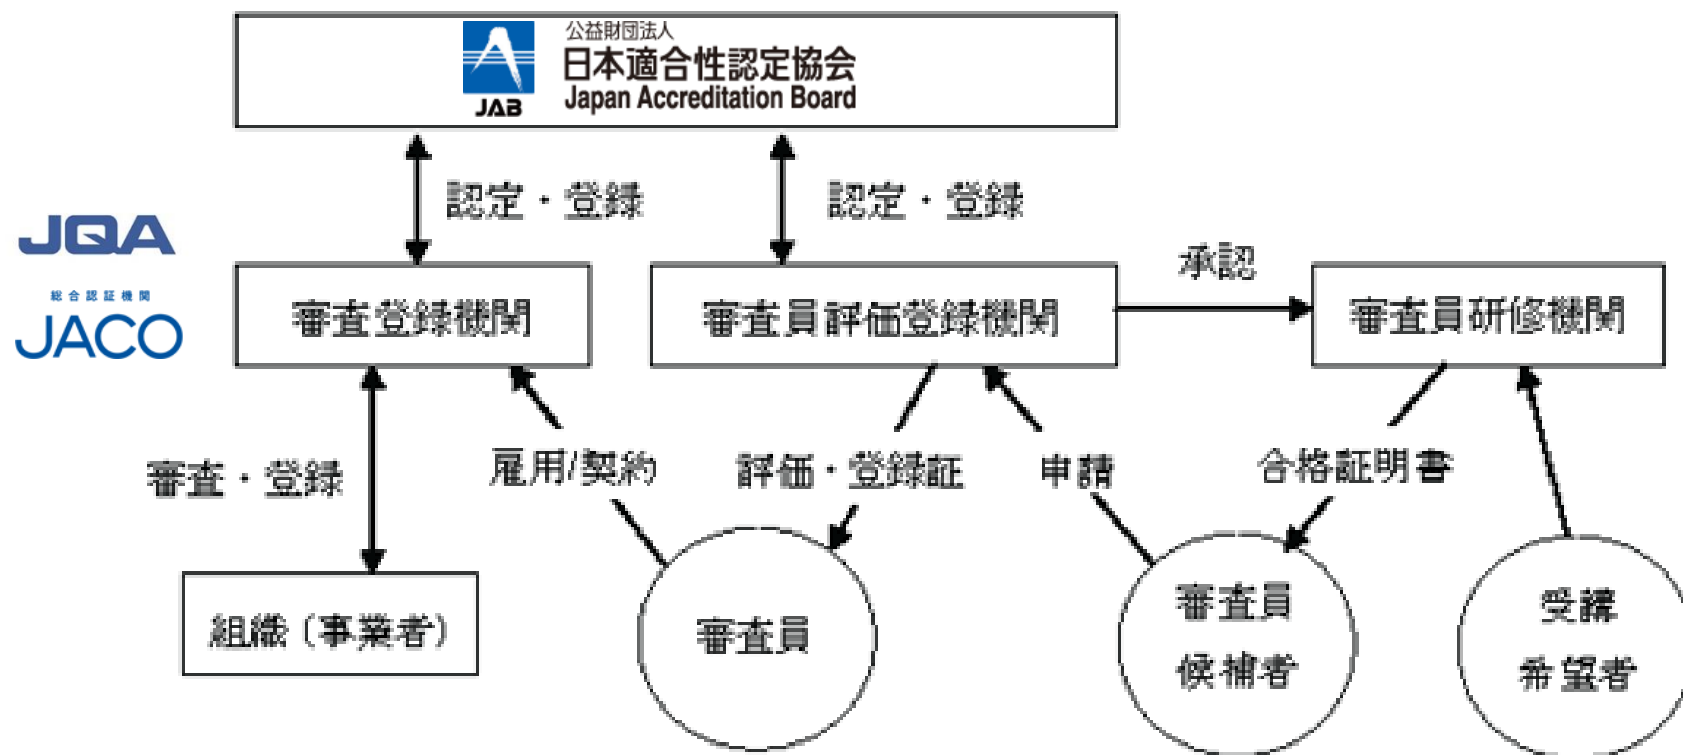 公益財団法人
日本適合性認定協会
JAB
Japan Accreditation Board
認定・登録
認定・登録
JQA
総合認証機関
JACO
承認
審査登録機関
審査員評価登録機関
審査員研修機関
審査・登録
雇用/契約
評価・登録証
申請
合格証明書
組織（事業者）
審査員
審査員
候補者
受講
希望者